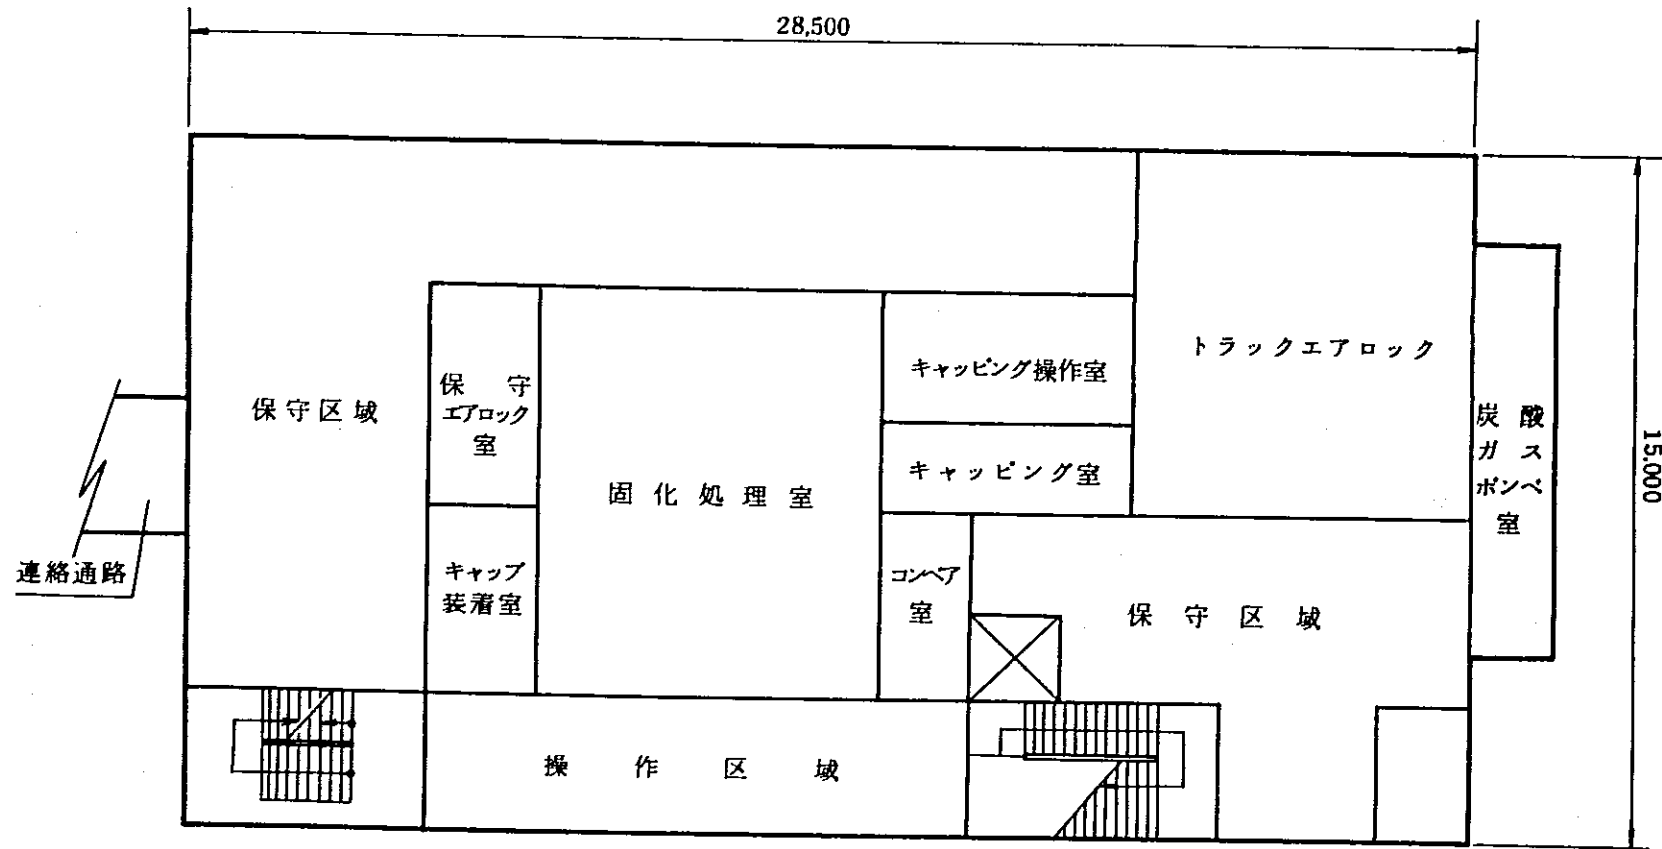 28,500
15,000
保守区域
保守
エアロック
室
キャップ
装着室
固化処理室
キャッピング操作室
キャッピング室
コンベア
室
トラックエアロック
炭酸
ガス
ボンベ
室
連絡通路
保守区域
操作区域